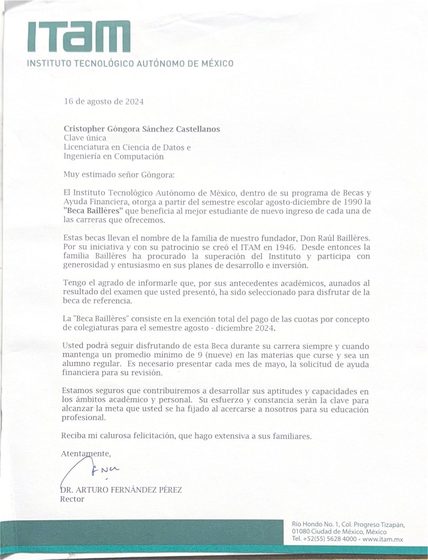 ITAM
INSTITUTO TECNOLÓGICO AUTÓNOMO DE MÉXICO
16 de agosto de 2024
Cristopher Góngora Sánchez Castellanos
Clave única
Licenciatura en Ciencia de Datos e
Ingeniería en Computación
Muy estimado señor Góngora:
El Instituto Tecnológico Autónomo de México, dentro de su programa de Becas y
Ayuda Financiera, otorga a partir del semestre escolar agosto-diciembre de 1990 la
"Beca Baillères" que beneficia al mejor estudiante de nuevo ingreso de cada una de
las carreras que ofrecemos.
Estas becas llevan el nombre de la familia de nuestro fundador, Don Raúl Baillères.
Por su iniciativa y con su patrocinio se creó el ITAM en 1946. Desde entonces la
familia Baillères ha procurado la superación del Instituto y participa con
generosidad y entusiasmo en sus planes de desarrollo e inversión.
Tengo el agrado de informarle que, por sus antecedentes académicos, aunados al
resultado del examen que usted presentó, ha sido seleccionado para disfrutar de la
beca de referencia.
La "Beca Baillères" consiste en la exención total del pago de las cuotas por concepto
de colegiaturas para el semestre agosto - diciembre 2024.
Usted podrá seguir disfrutando de esta Beca durante su carrera siempre y cuando
mantenga un promedio mínimo de 9 (nueve) en las materias que curse y sea un
alumno regular. Es necesario presentar cada mes de mayo, la solicitud de ayuda
financiera para su revisión.
Estamos seguros que contribuiremos a desarrollar sus aptitudes y capacidades en
los ámbitos académico y personal. Su esfuerzo y constancia serán la clave para
alcanzar la meta que usted se ha fijado al acercarse a nosotros para su educación
profesional.
Reciba mi calurosa felicitación, que hago extensiva a sus familiares.
Atentamente,
DR. ARTURO FERNÁNDEZ PÉREZ
Rector
Río Hondo No. 1, Col. Progreso Tizapán,
01080 Ciudad de México, México
Tel. +52(55) 5628 4000 - www.itam.mx